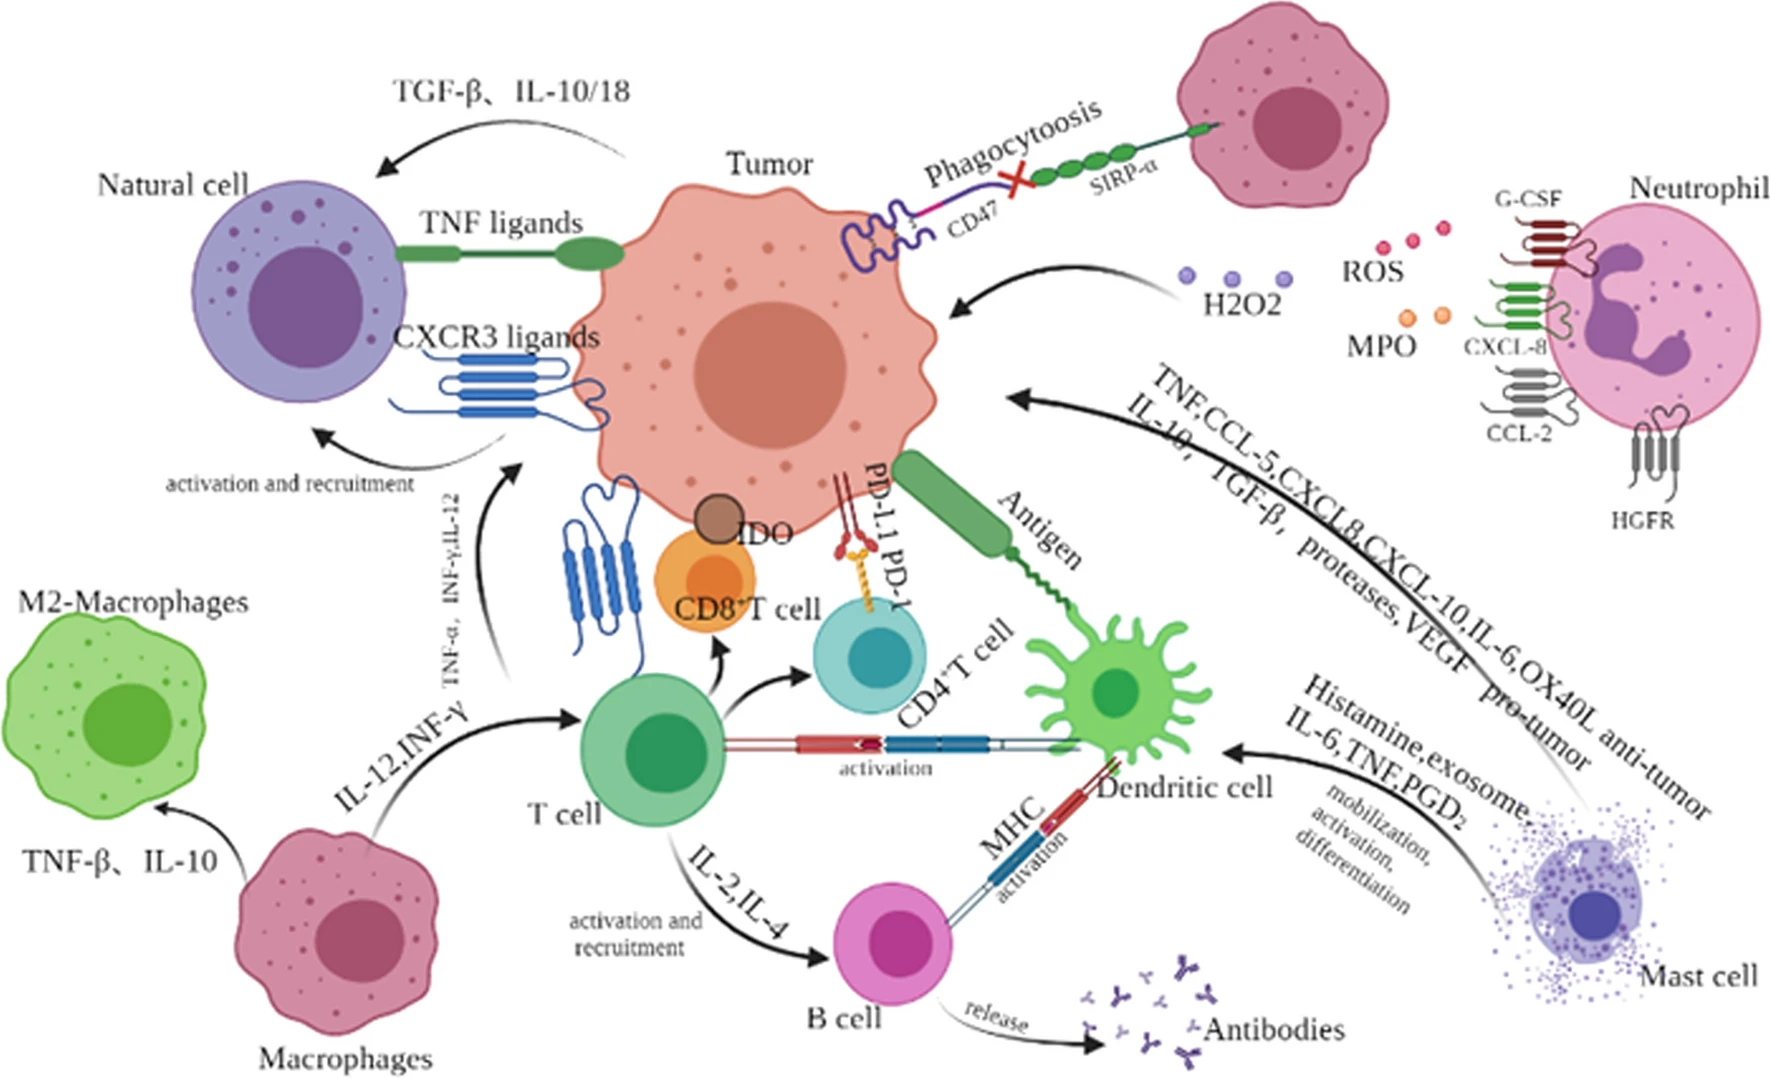 TGF-β、IL-10/18
Natural cell
TNF ligands
CXCR3 ligands
activation and recruitment
Tumor
Phagocytoosis
CD47
SIRP-α
H2O2
ROS
MPO
G-CSF
CXCL-8
CCL-2
HGFR
Neutrophil
TNF,CCL-5,CXCL8,CXCL-10,IL-6,OX40L anti-tumor
IL-10, TGF-β, proteases,VEGF pro-tumor
IDO
CD8⁺T cell
PD-L1 PD-1
CD4⁺T cell
Antigen
TNF-α, INF-γ,IL-12
M2-Macrophages
TNF-β、IL-10
IL-12,INF-γ
Macrophages
T cell
activation
Dendritic cell
MHC
activation
IL-2,IL-4
activation and
recruitment
B cell
release
Antibodies
Histamine,exosome,
IL-6,TNF,PGD₂
mobilization,
activation,
differentiation
Mast cell